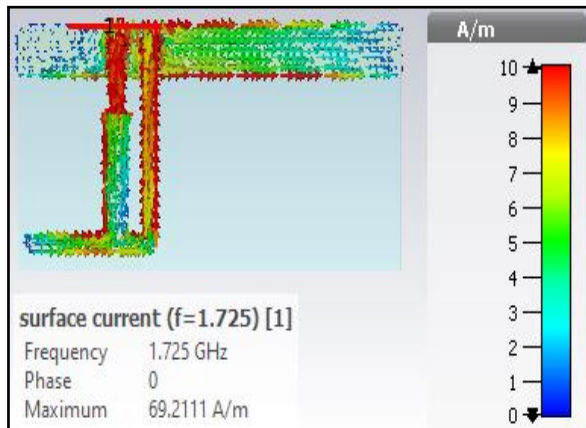 1
A/m
10
9
8
7
6
5
4
3
2
1
0
surface current (f=1.725) [1]
Frequency 1.725 GHz
Phase 0
Maximum 69.2111 A/m